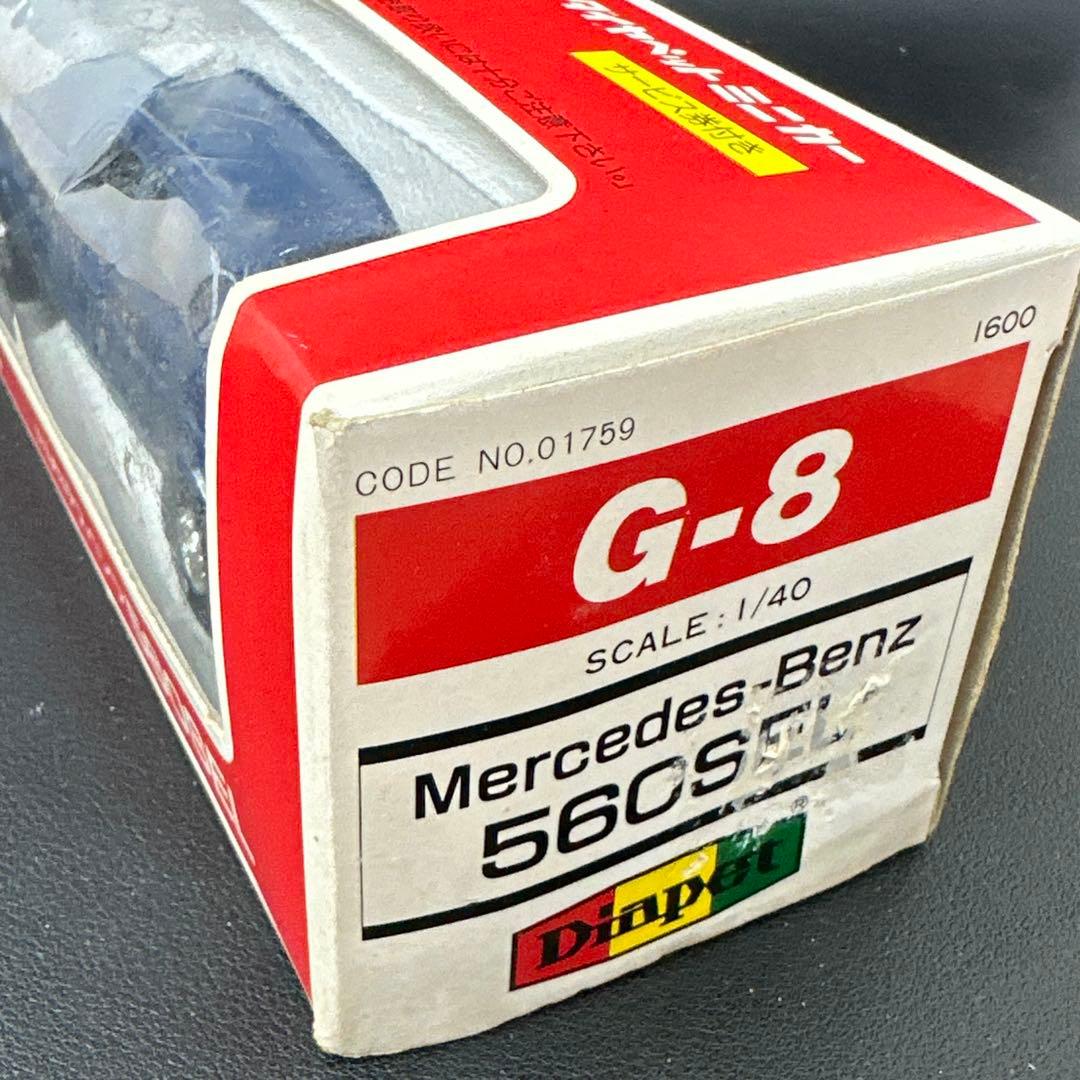 ダイヤペットミニカー
サービス券付き
1600
CODE NO.01759
G-8
SCALE: 1/40
Mercedes-Benz
560SEL
Diapet
®